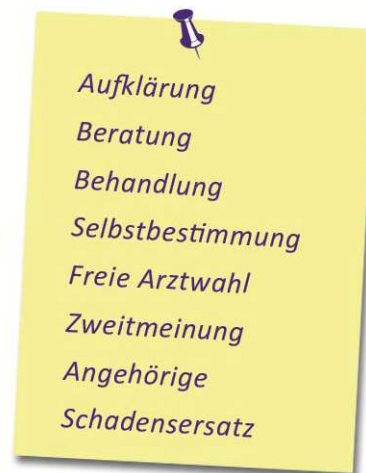 Aufklärung
Beratung
Behandlung
Selbstbestimmung
Freie Arztwahl
Zweitmeinung
Angehörige
Schadensersatz